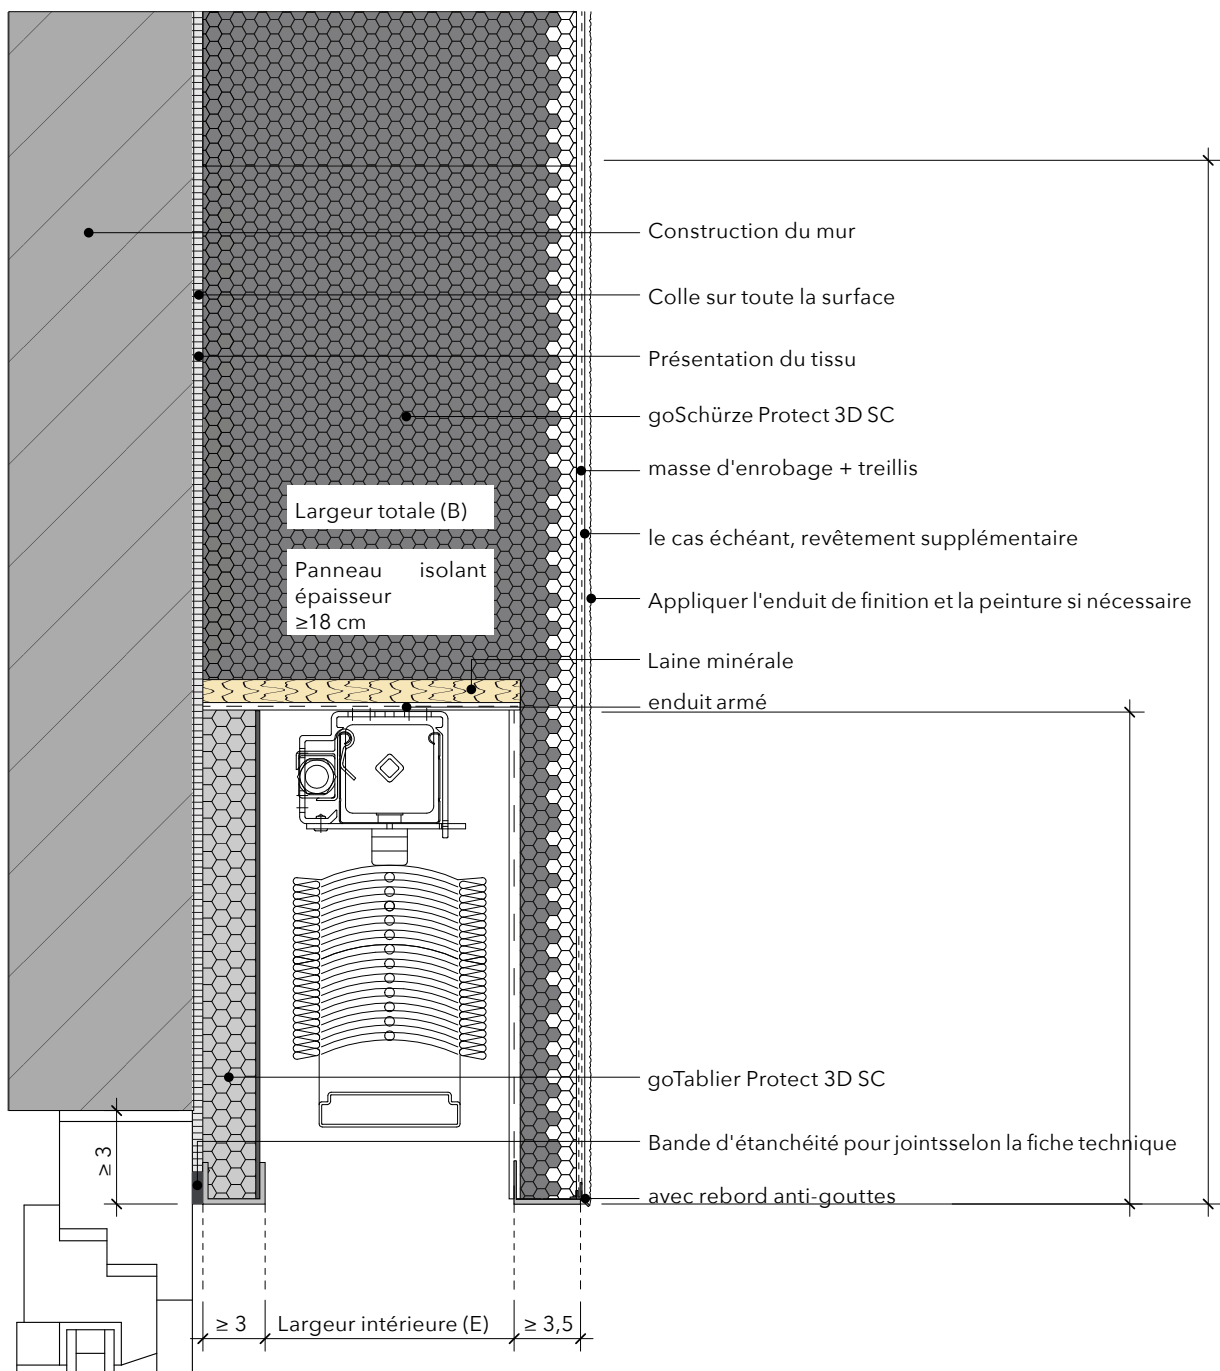 Construction du mur
Colle sur toute la surface
Présentation du tissu
goSchürze Protect 3D SC
masse d'enrobage + treillis
Largeur totale (B)
le cas échéant, revêtement supplémentaire
Panneau isolant
épaisseur
≥18 cm
Appliquer l'enduit de finition et la peinture si nécessaire
Laine minérale
enduit armé
goTablier Protect 3D SC
Bande d'étanchéité pour jointsselon la fiche technique
≥ 3
avec rebord anti-gouttes
≥ 3
Largeur intérieure (E)
≥ 3,5